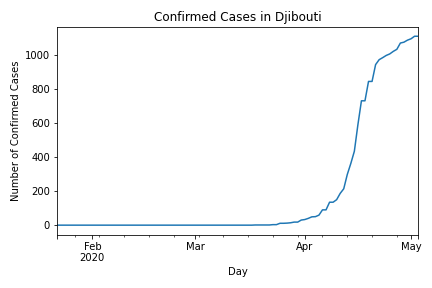 Confirmed Cases in Djibouti
Number of Confirmed Cases
1000
800
600
400
200
0
Feb
2020
Mar
Apr
May
Day